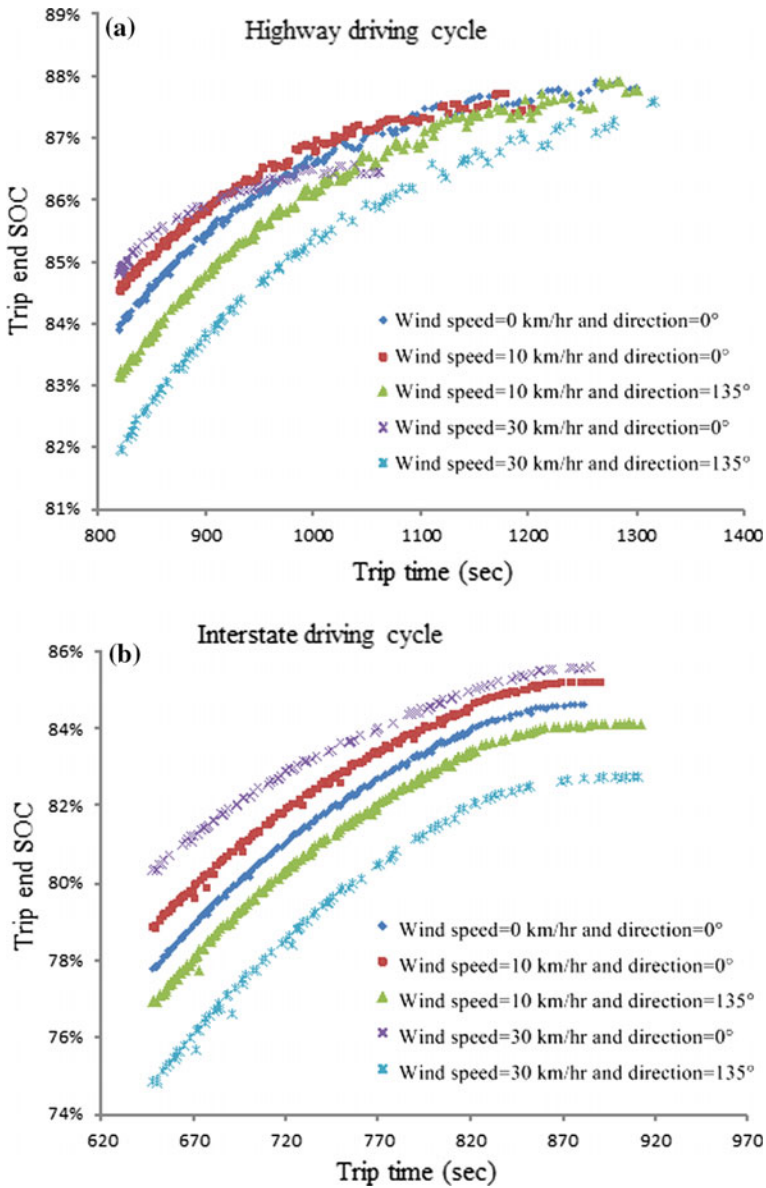 (a) Highway driving cycle
89%
88%
87%
86%
85%
84%
83%
82%
81%
Trip end SOC
Wind speed=0 km/hr and direction=0°
Wind speed=10 km/hr and direction=0°
Wind speed=10 km/hr and direction=135°
Wind speed=30 km/hr and direction=0°
Wind speed=30 km/hr and direction=135°
800 900 1000 1100 1200 1300 1400
Trip time (sec)
Interstate driving cycle
(b)
86%
84%
82%
80%
78%
76%
74%
Trip end SOC
Wind speed=0 km/hr and direction=0°
Wind speed=10 km/hr and direction=0°
Wind speed=10 km/hr and direction=135°
Wind speed=30 km/hr and direction=0°
Wind speed=30 km/hr and direction=135°
620 670 720 770 820 870 920 970
Trip time (sec)